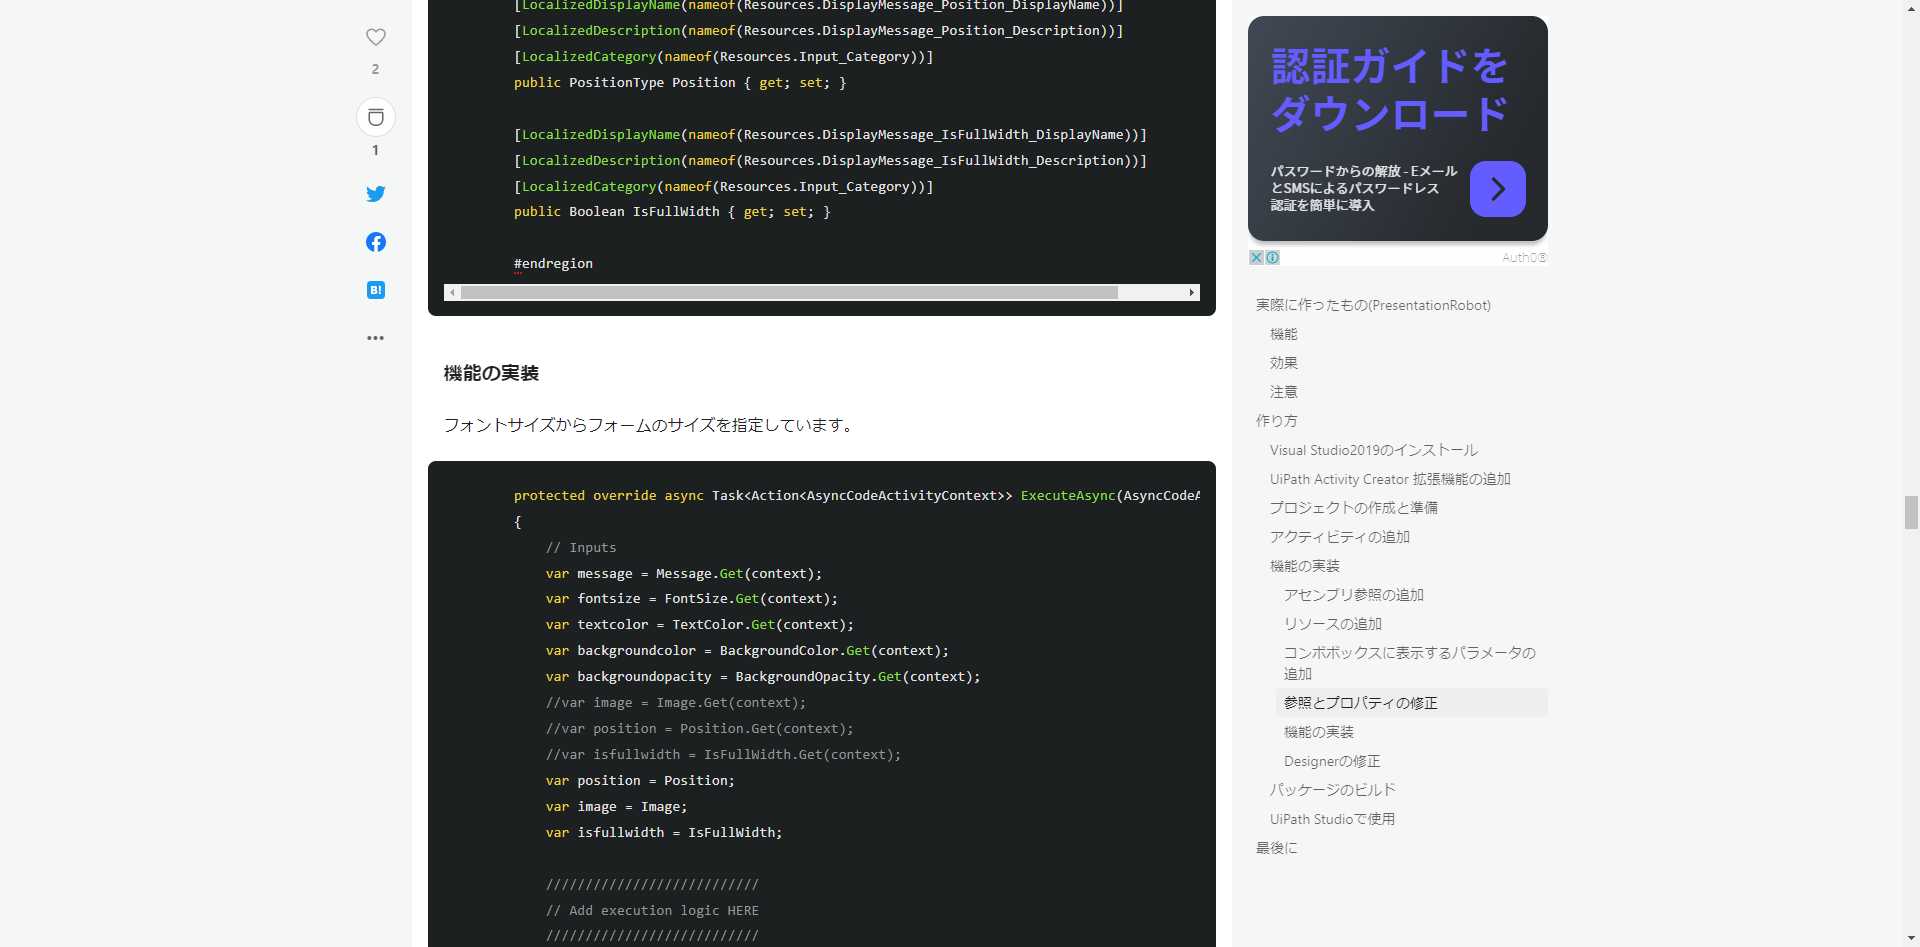 2
1
B!
[LocalizedDisplayName(nameof(Resources.DisplayMessage_Position_DisplayName))]
[LocalizedDescription(nameof(Resources.DisplayMessage_Position_Description))]
[LocalizedCategory(nameof(Resources.Input_Category))]
public PositionType Position { get; set; }
[LocalizedDisplayName(nameof(Resources.DisplayMessage_IsFullWidth_DisplayName))]
[LocalizedDescription(nameof(Resources.DisplayMessage_IsFullWidth_Description))]
[LocalizedCategory(nameof(Resources.Input_Category))]
public Boolean IsFullWidth { get; set; }
#endregion
機能の実装
フォントサイズからフォームのサイズを指定しています。
protected override async Task<Action<AsyncCodeActivityContext>> ExecuteAsync(AsyncCodeA
{
// Inputs
var message = Message.Get(context);
var fontsize = FontSize.Get(context);
var textcolor = TextColor.Get(context);
var backgroundcolor = BackgroundColor.Get(context);
var backgroundopacity = BackgroundOpacity.Get(context);
//var image = Image.Get(context);
//var position = Position.Get(context);
//var isfullwidth = IsFullWidth.Get(context);
var position = Position;
var image = Image;
var isfullwidth = IsFullWidth;
///////////////////////////
// Add execution logic HERE
///////////////////////////
認証ガイドを
ダウンロード
パスワードからの解放 - Eメール
とSMSによるパスワードレス
認証を簡単に導入
Auth0®
実際に作ったもの(PresentationRobot)
機能
効果
注意
作り方
Visual Studio2019のインストール
UiPath Activity Creator 拡張機能の追加
プロジェクトの作成と準備
アクティビティの追加
機能の実装
アセンブリ参照の追加
リソースの追加
コンボボックスに表示するパラメータの
追加
参照とプロパティの修正
機能の実装
Designerの修正
パッケージのビルド
UiPath Studioで使用
最後に